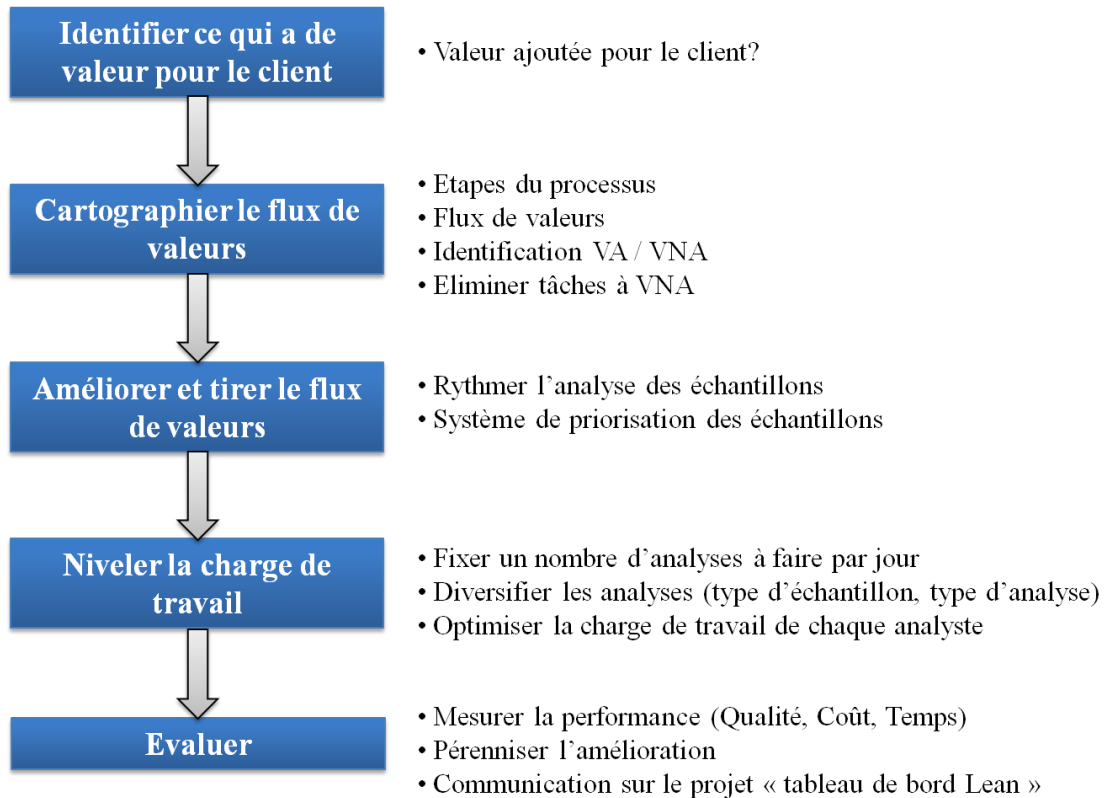 Identifier ce qui a de
valeur pour le client
• Valeur ajoutée pour le client?
Cartographier le flux de
valeurs
• Etapes du processus
• Flux de valeurs
• Identification VA / VNA
• Eliminer tâches à VNA
Améliorer et tirer le flux
de valeurs
• Rythmer l’analyse des échantillons
• Système de priorisation des échantillons
Niveler la charge de
travail
• Fixer un nombre d’analyses à faire par jour
• Diversifier les analyses (type d’échantillon, type d’analyse)
• Optimiser la charge de travail de chaque analyste
Evaluer
• Mesurer la performance (Qualité, Coût, Temps)
• Pérenniser l’amélioration
• Communication sur le projet « tableau de bord Lean »